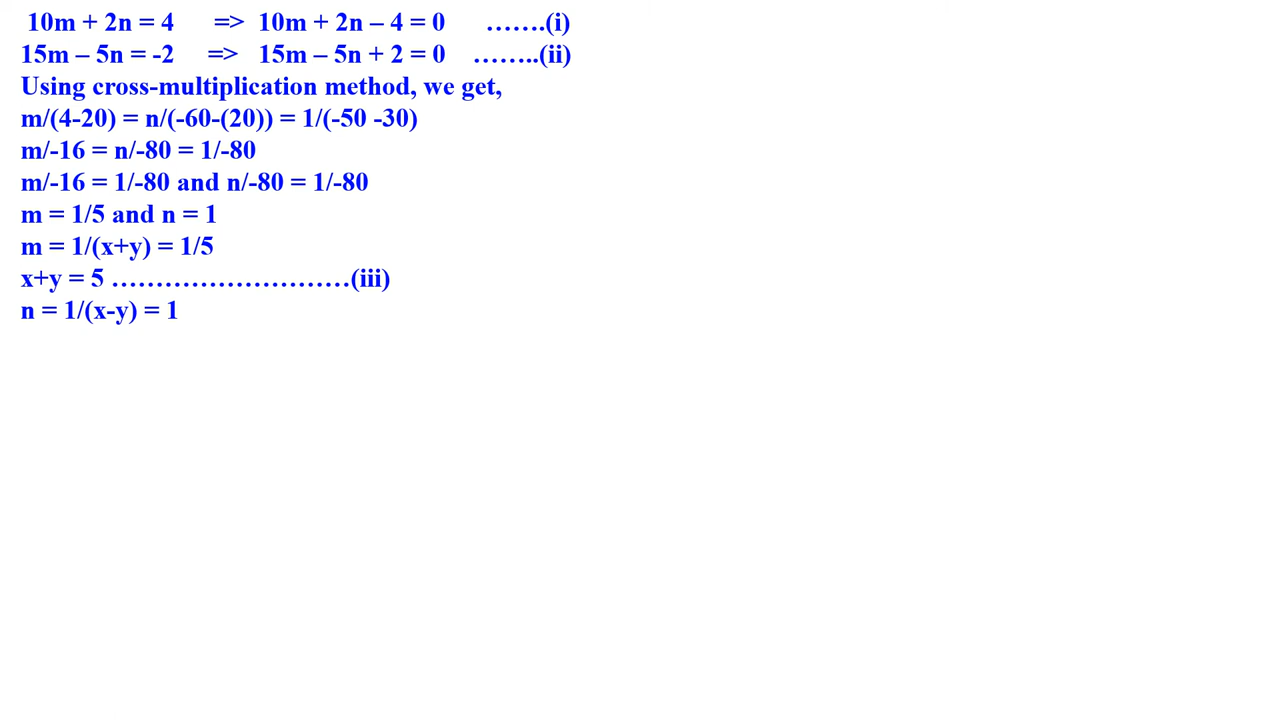 10m + 2n = 4 => 10m + 2n – 4 = 0 …….(i)
15m – 5n = -2 => 15m – 5n + 2 = 0 ……..(ii)
Using cross-multiplication method, we get,
m/(4-20) = n/(-60-(20)) = 1/(-50 -30)
m/-16 = n/-80 = 1/-80
m/-16 = 1/-80 and n/-80 = 1/-80
m = 1/5 and n = 1
m = 1/(x+y) = 1/5
x+y = 5 ………………………(iii)
n = 1/(x-y) = 1